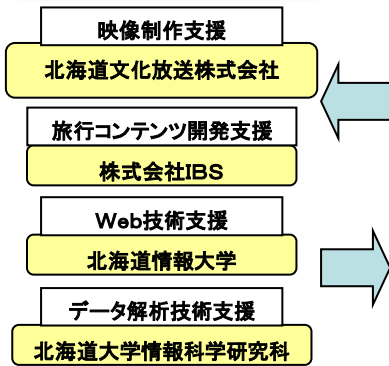 映像制作支援
北海道文化放送株式会社
旅行コンテンツ開発支援
株式会社IBS
Web技術支援
北海道情報大学
データ解析技術支援
北海道大学情報科学研究科